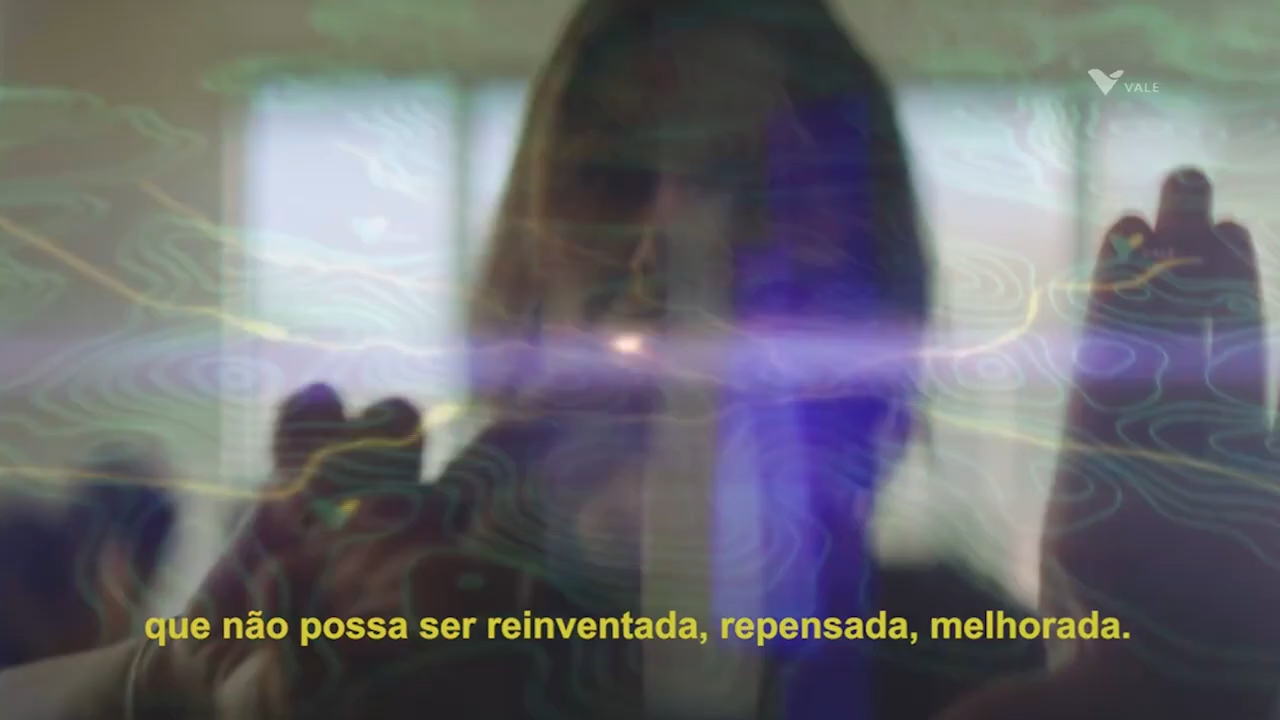 VALE
que não possa ser reinventada, repensada, melhorada.